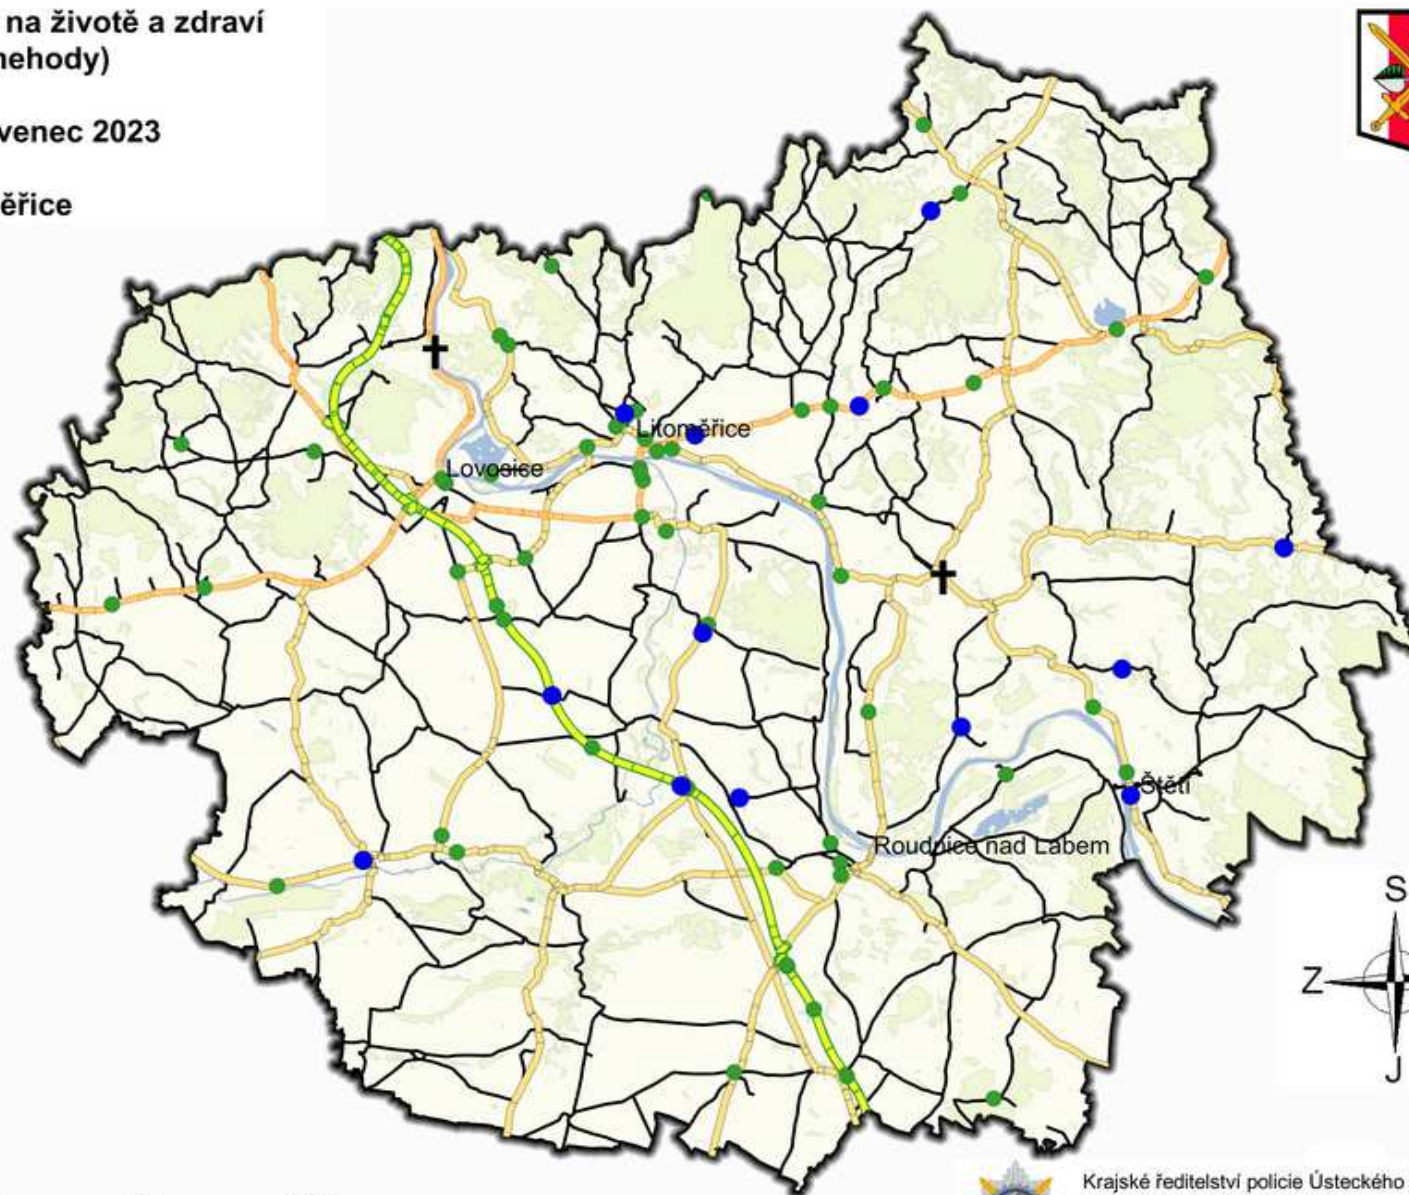 na životě a zdraví
nehody)
venec 2023
ěřice
Litoměřice
Lovosice
Štětí
Roudnice nad Labem
S
Z
J
Krajské ředitelství policie Ústeckého